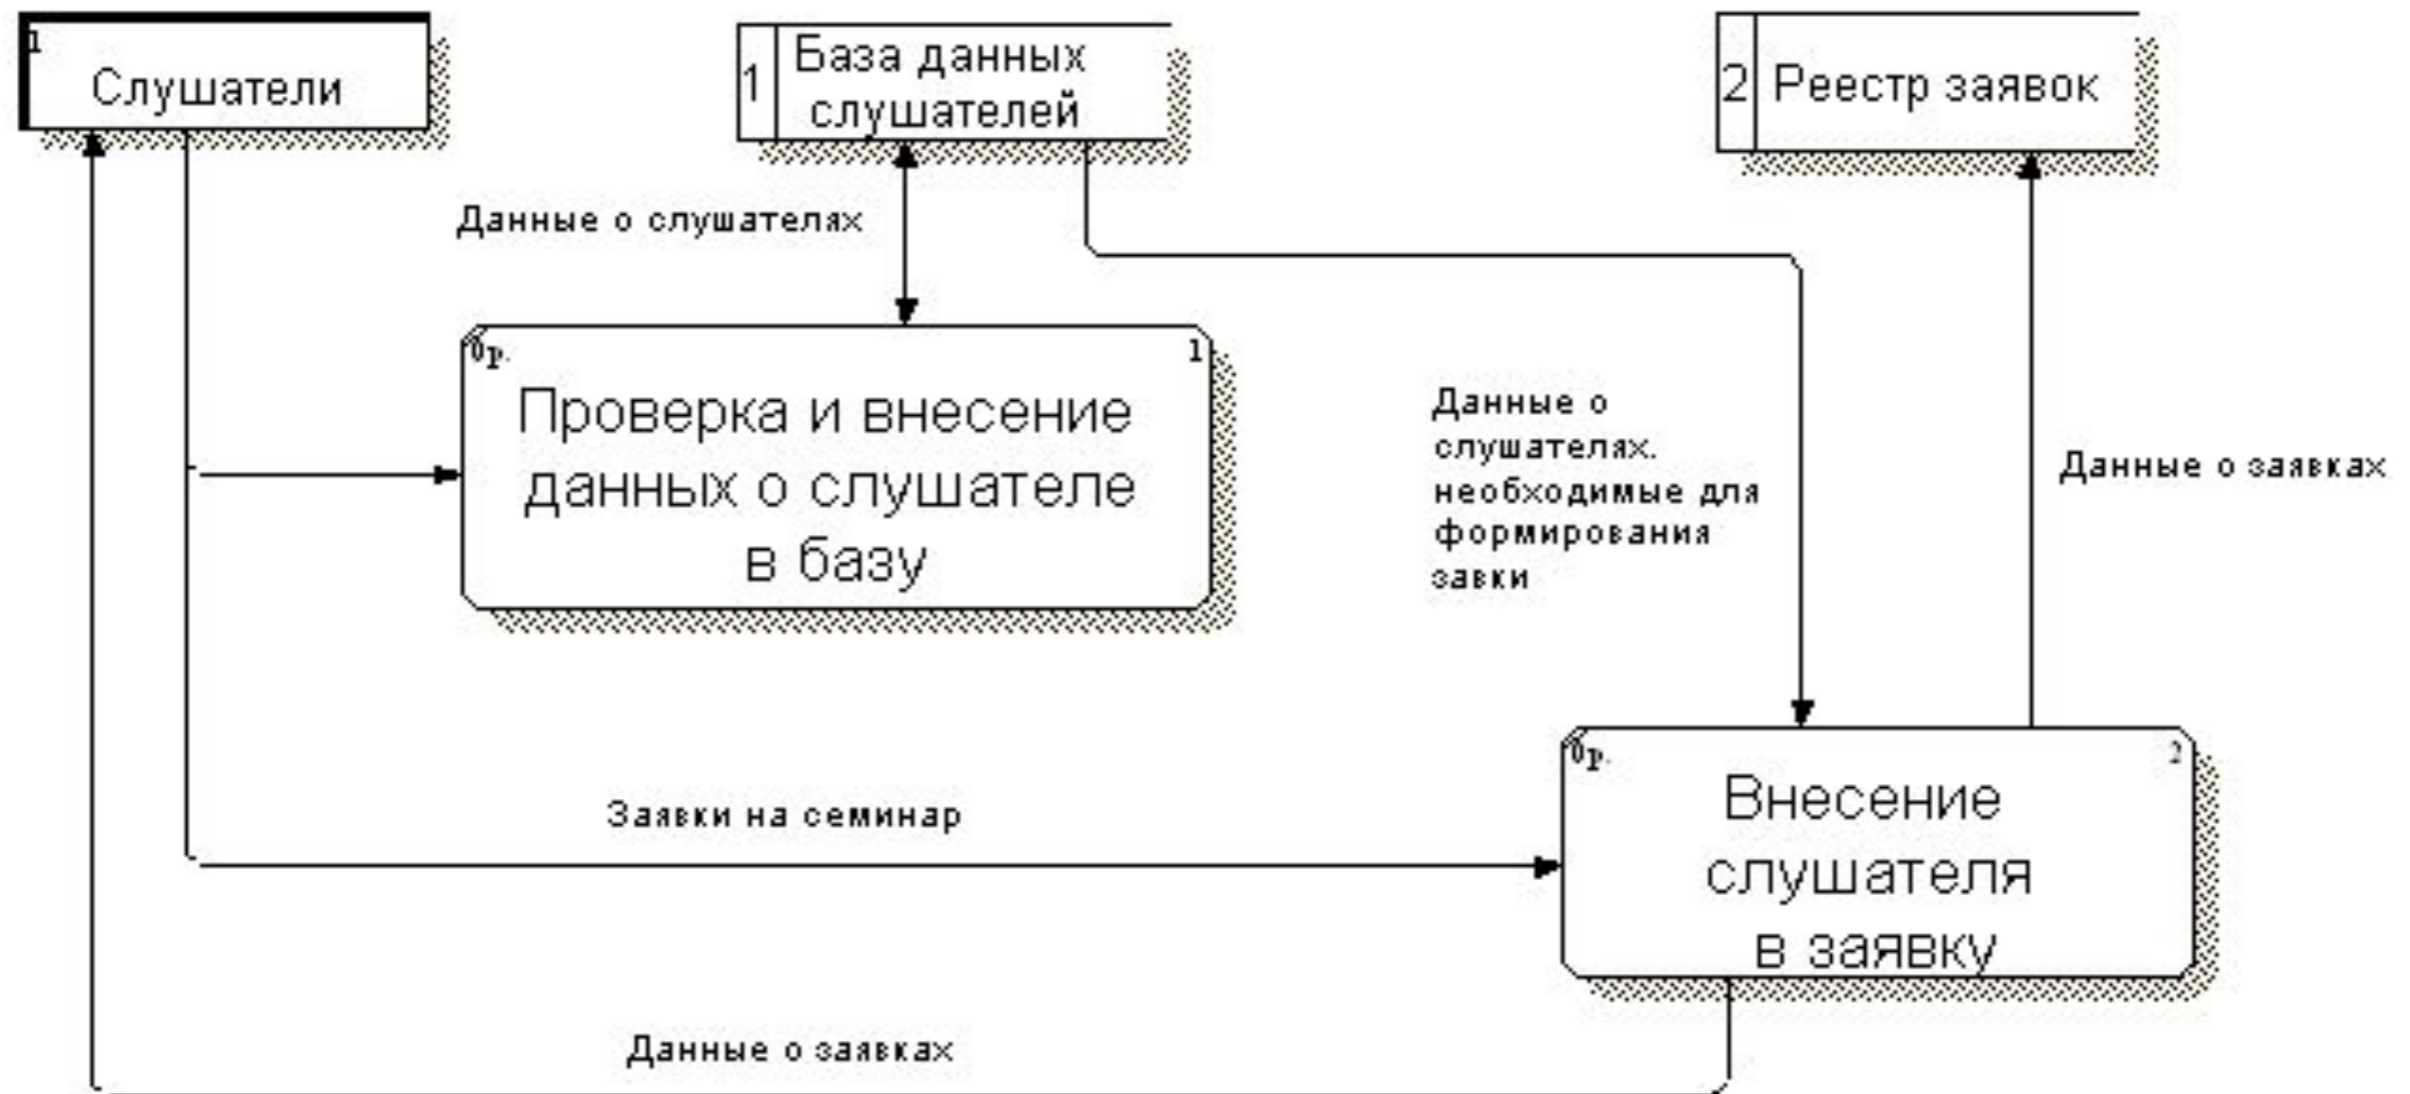 1
Слушатели
1
База данных
слушателей
2
Реестр заявок
Данные о слушателях
0р.
1
Проверка и внесение
данных о слушателе
в базу
Данные о
слушателях.
необходимые для
формирования
завки
Данные о заявках
Заявки на семинар
0р.
2
Внесение
слушателя
в заявку
Данные о заявках